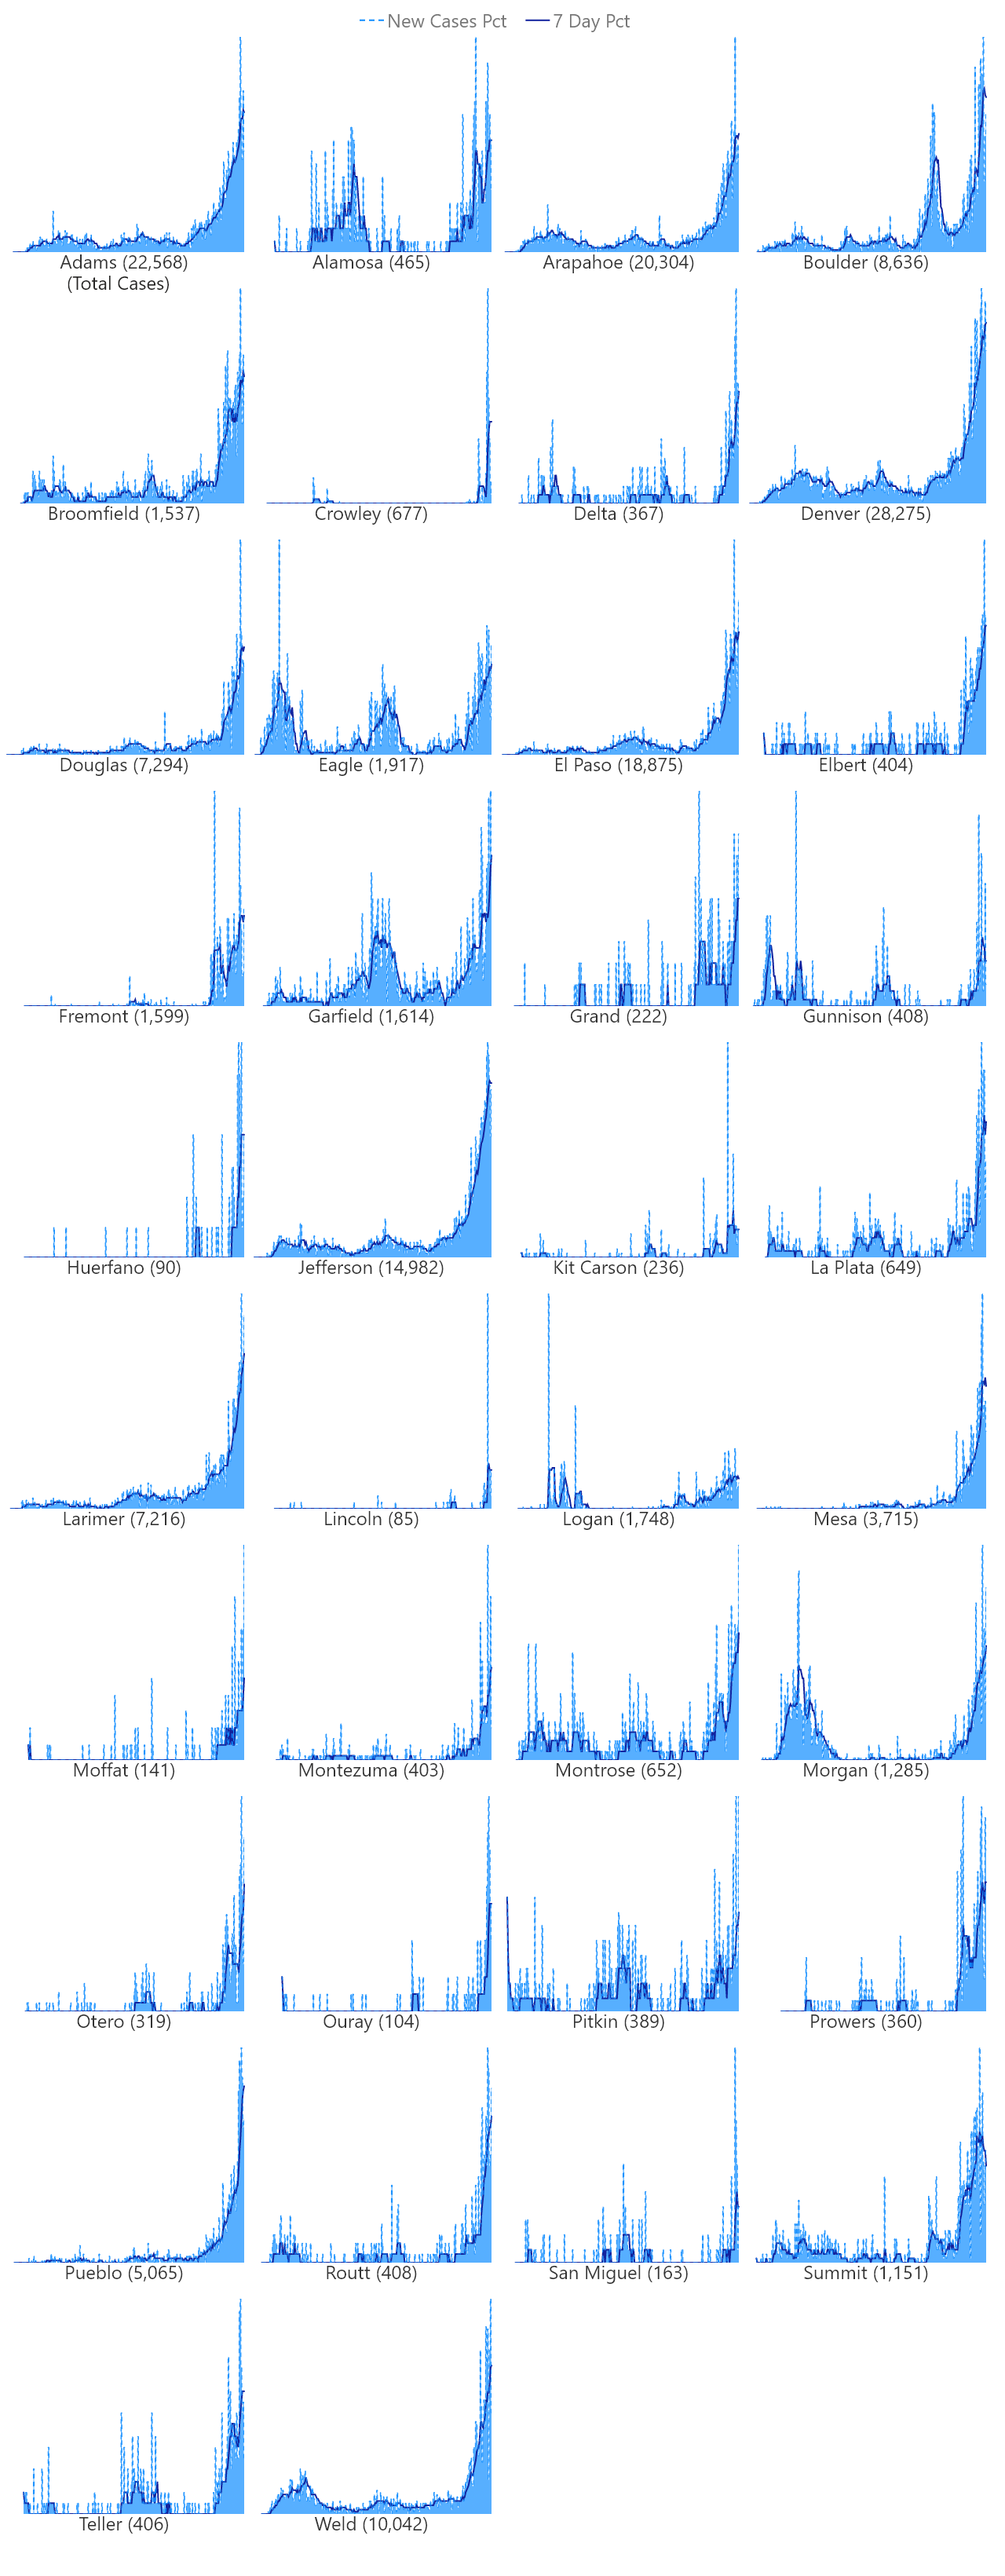 New Cases Pct 7 Day Pct
Adams (22,568) Alamosa (465) Arapahoe (20,304) Boulder (8,636)
(Total Cases)
Broomfield (1,537) Crowley (677) Delta (367) Denver (28,275)
Douglas (7,294) Eagle (1,917) El Paso (18,875) Elbert (404)
Fremont (1,599) Garfield (1,614) Grand (222) Gunnison (408)
Huerfano (90) Jefferson (14,982) Kit Carson (236) La Plata (649)
Larimer (7,216) Lincoln (85) Logan (1,748) Mesa (3,715)
Moffat (141) Montezuma (403) Montrose (652) Morgan (1,285)
Otero (319) Ouray (104) Pitkin (389) Prowers (360)
Pueblo (5,065) Routt (408) San Miguel (163) Summit (1,151)
Teller (406) Weld (10,042)